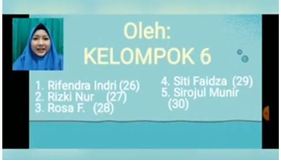 Oleh:
KELOMPOK 6
1. Rifendra Indri (26)
2. Rizki Nur (27)
3. Rosa F. (28)
4. Siti Faidza (29)
5. Sirojul Munir
(30)